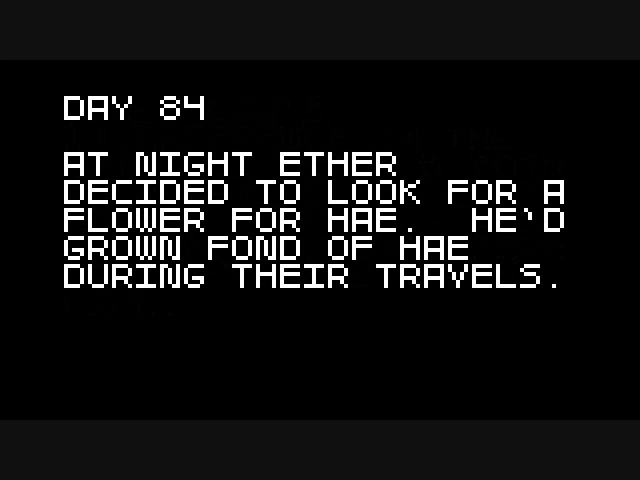 DAY 84
AT NIGHT ETHER
DECIDED TO LOOK FOR A
FLOWER FOR HAE.  HE'D
GROWN FOND OF HAE
DURING THEIR TRAVELS.